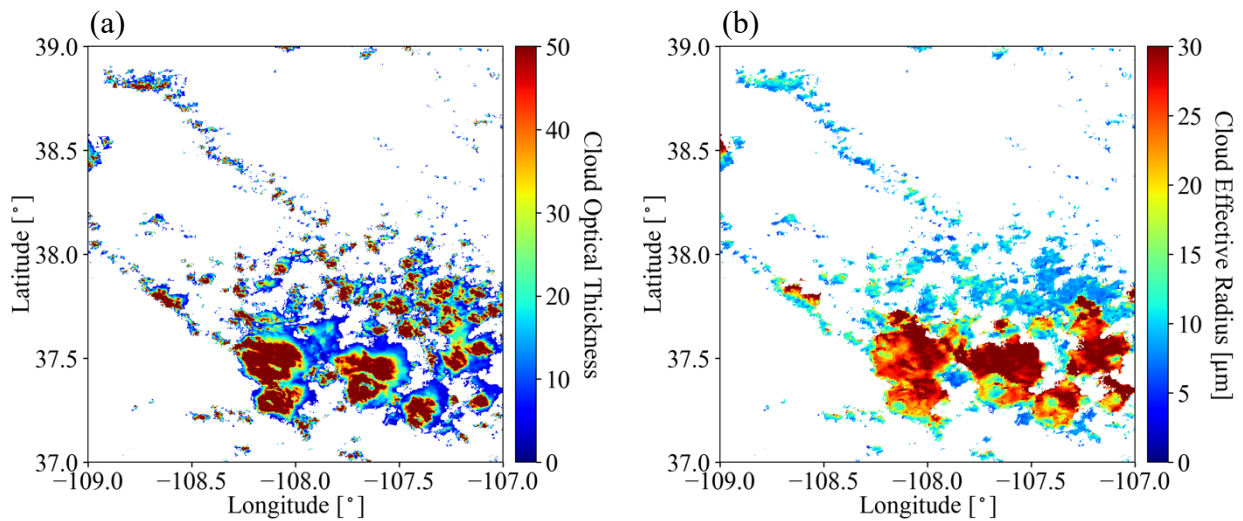 (a)
39.0
38.5
38.0
37.5
37.0
Latitude [°]
−109.0 −108.5 −108.0 −107.5 −107.0
Longitude [°]
50
40
30
20
10
0
Cloud Optical Thickness
(b)
39.0
38.5
38.0
37.5
37.0
Latitude [°]
−109.0 −108.5 −108.0 −107.5 −107.0
Longitude [°]
30
25
20
15
10
5
0
Cloud Effective Radius [μm]